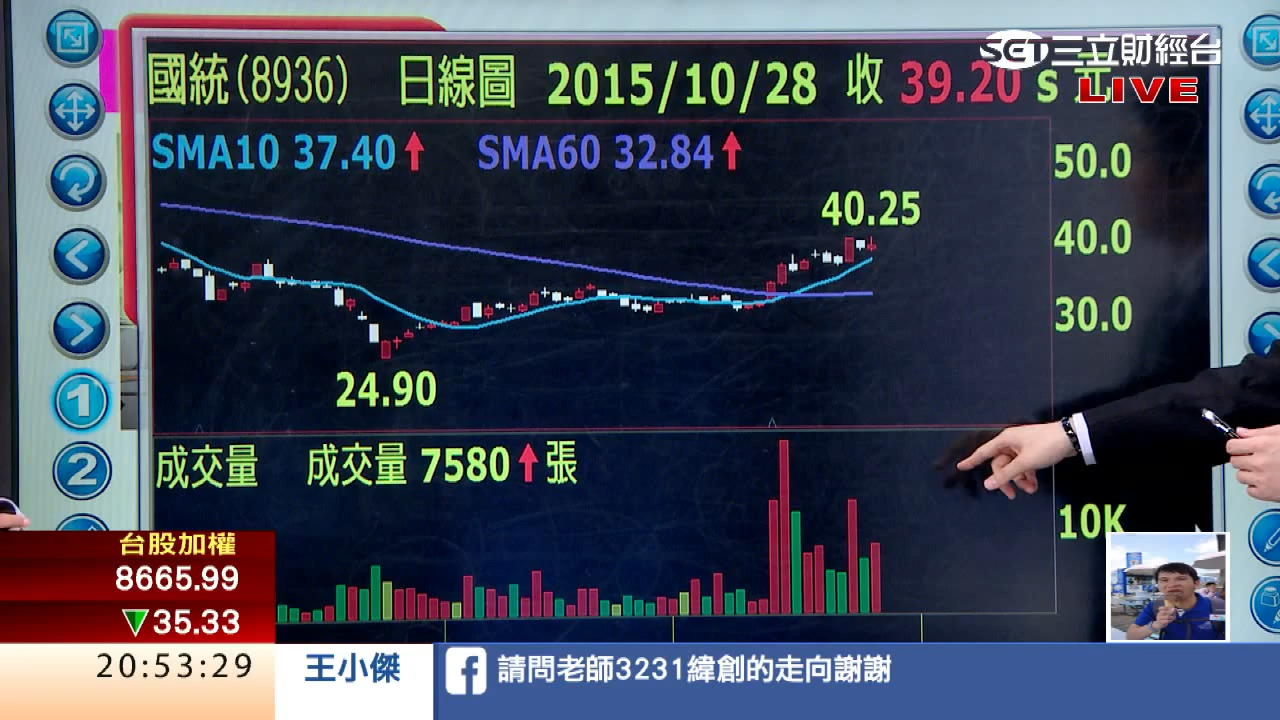 SET三立財經台
LIVE
國統(8936) 日線圖 2015/10/28 收 39.20 s 元
SMA10 37.40↑ SMA60 32.84↑
50.0
40.25
40.0
30.0
24.90
成交量 成交量 7580↑張
10K
1
2
台股加權
8665.99
▼35.33
20:53:29
王小傑
f 請問老師3231緯創的走向謝謝